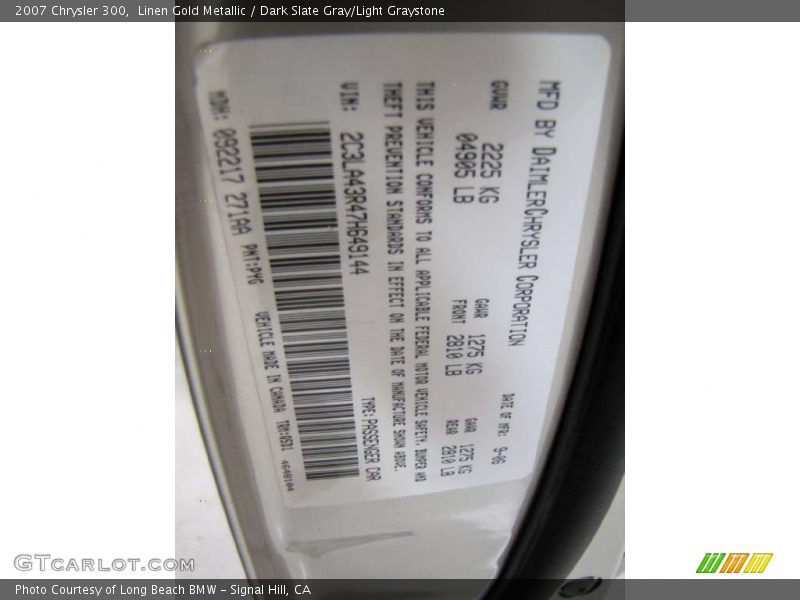 2007 Chrysler 300,  Linen Gold Metallic / Dark Slate Gray/Light Graystone
MFD BY DAIMLERCHRYSLER CORPORATION
DATE OF MFR: 9-06
GVWR 2225 KG
04905 LB
GAWR FRONT 1275 KG
2810 LB
GAWR REAR 1275 KG
2810 LB
THIS VEHICLE CONFORMS TO ALL APPLICABLE FEDERAL MOTOR VEHICLE SAFETY, BUMPER AND
THEFT PREVENTION STANDARDS IN EFFECT ON THE DATE OF MANUFACTURE SHOWN ABOVE.
VIN: 2C3LA43R47H649144
TYPE: PASSENGER CAR
MDH: 092217 271AA PNT:PYG
VEHICLE MADE IN CANADA
GTCarlot.com
Photo Courtesy of Long Beach BMW - Signal Hill, CA